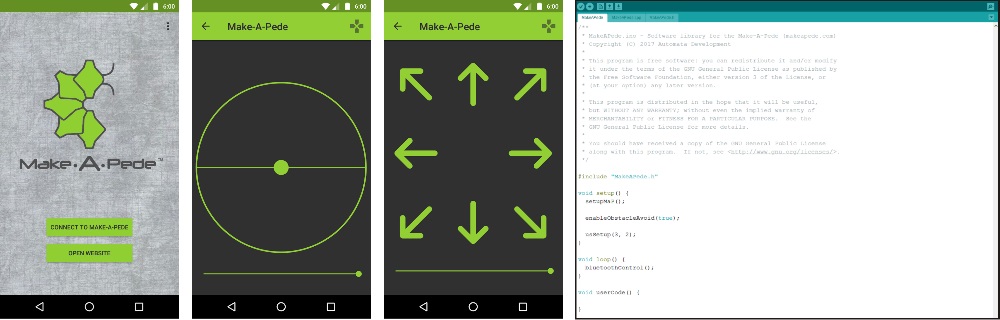 6:00
Make·A·Pede™
CONNECT TO MAKE-A-PEDE
OPEN WEBSITE
6:00
Make-A-Pede
6:00
Make-A-Pede
MakeAPede
/**
* MakeAPede.ino - Software library for the Make-A-Pede (makeapede.com)
* Copyright (C) 2017 Automata Development
*
* This program is free software: you can redistribute it and/or modify
* it under the terms of the GNU General Public License as published by
* the Free Software Foundation, either version 3 of the License, or
* (at your option) any later version.
*
* This program is distributed in the hope that it will be useful,
* but WITHOUT ANY WARRANTY; without even the implied warranty of
* MERCHANTABILITY or FITNESS FOR A PARTICULAR PURPOSE. See the
* GNU General Public License for more details.
*
* You should have received a copy of the GNU General Public License
* along with this program. If not, see <http://www.gnu.org/licenses/>.
*/
#include "MakeAPede.h"
void setup() {
setupMaP();
enableObstacleAvoid(true);
(3, 2);
}
void loop() {
bluetoothControl();
}
void userCode() {
}